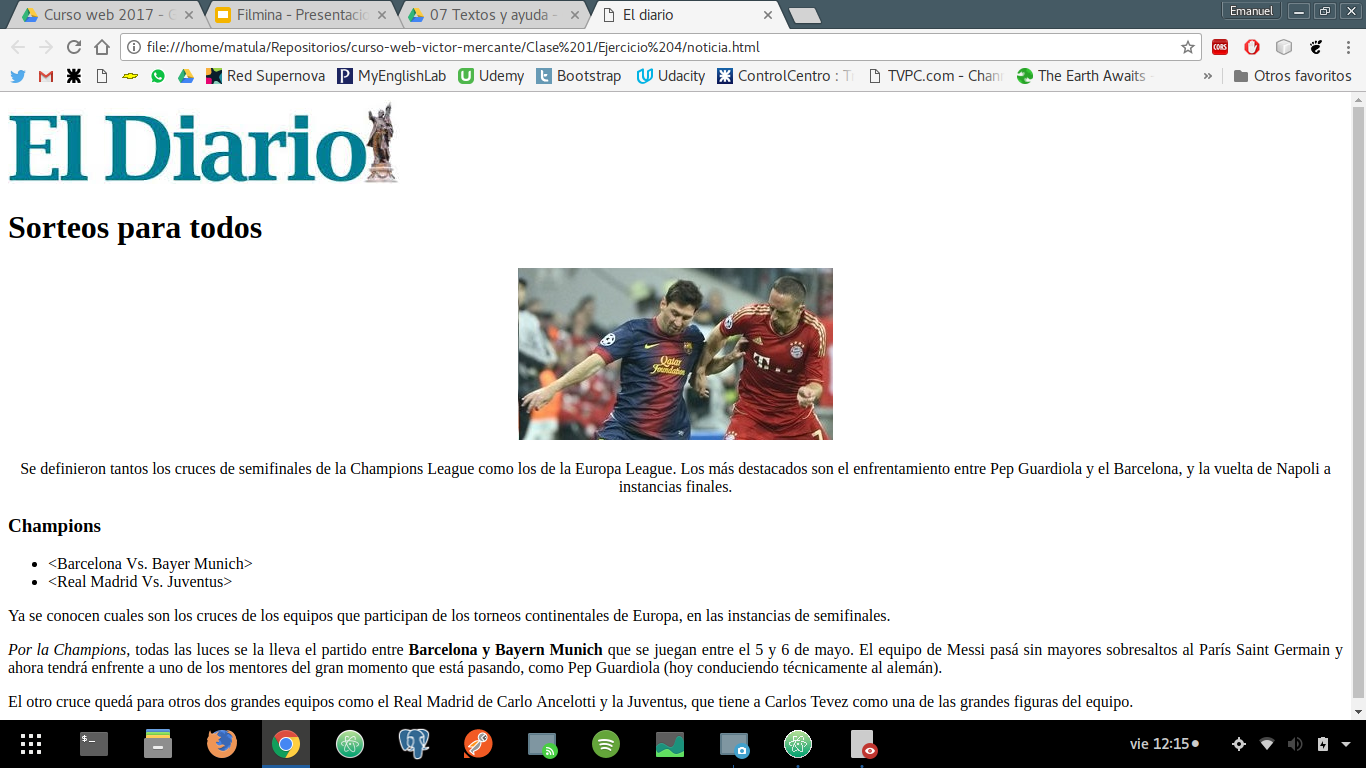 Curso web 2017 - G
Filmina - Presentacio
07 Textos y ayuda -
El diario
Emanuel
file:///home/matula/Repositorios/curso-web-victor-mercante/Clase%201/Ejercicio%204/noticia.html
CORS
Red Supernova
MyEnglishLab
Udemy
Bootstrap
Udacity
ControlCentro : T
TVPC.com - Chann
The Earth Awaits -
»
Otros favoritos
El Diario
Sorteos para todos
Qatar
Foundation
Se definieron tantos los cruces de semifinales de la Champions League como los de la Europa League. Los más destacados son el enfrentamiento entre Pep Guardiola y el Barcelona, y la vuelta de Napoli a
instancias finales.
Champions
• <Barcelona Vs. Bayer Munich>
• <Real Madrid Vs. Juventus>
Ya se conocen cuales son los cruces de los equipos que participan de los torneos continentales de Europa, en las instancias de semifinales.
Por la Champions, todas las luces se la lleva el partido entre Barcelona y Bayern Munich que se juegan entre el 5 y 6 de mayo. El equipo de Messi pasá sin mayores sobresaltos al París Saint Germain y
ahora tendrá enfrente a uno de los mentores del gran momento que está pasando, como Pep Guardiola (hoy conduciendo técnicamente al alemán).
El otro cruce quedá para otros dos grandes equipos como el Real Madrid de Carlo Ancelotti y la Juventus, que tiene a Carlos Tevez como una de las grandes figuras del equipo.
vie 12:15